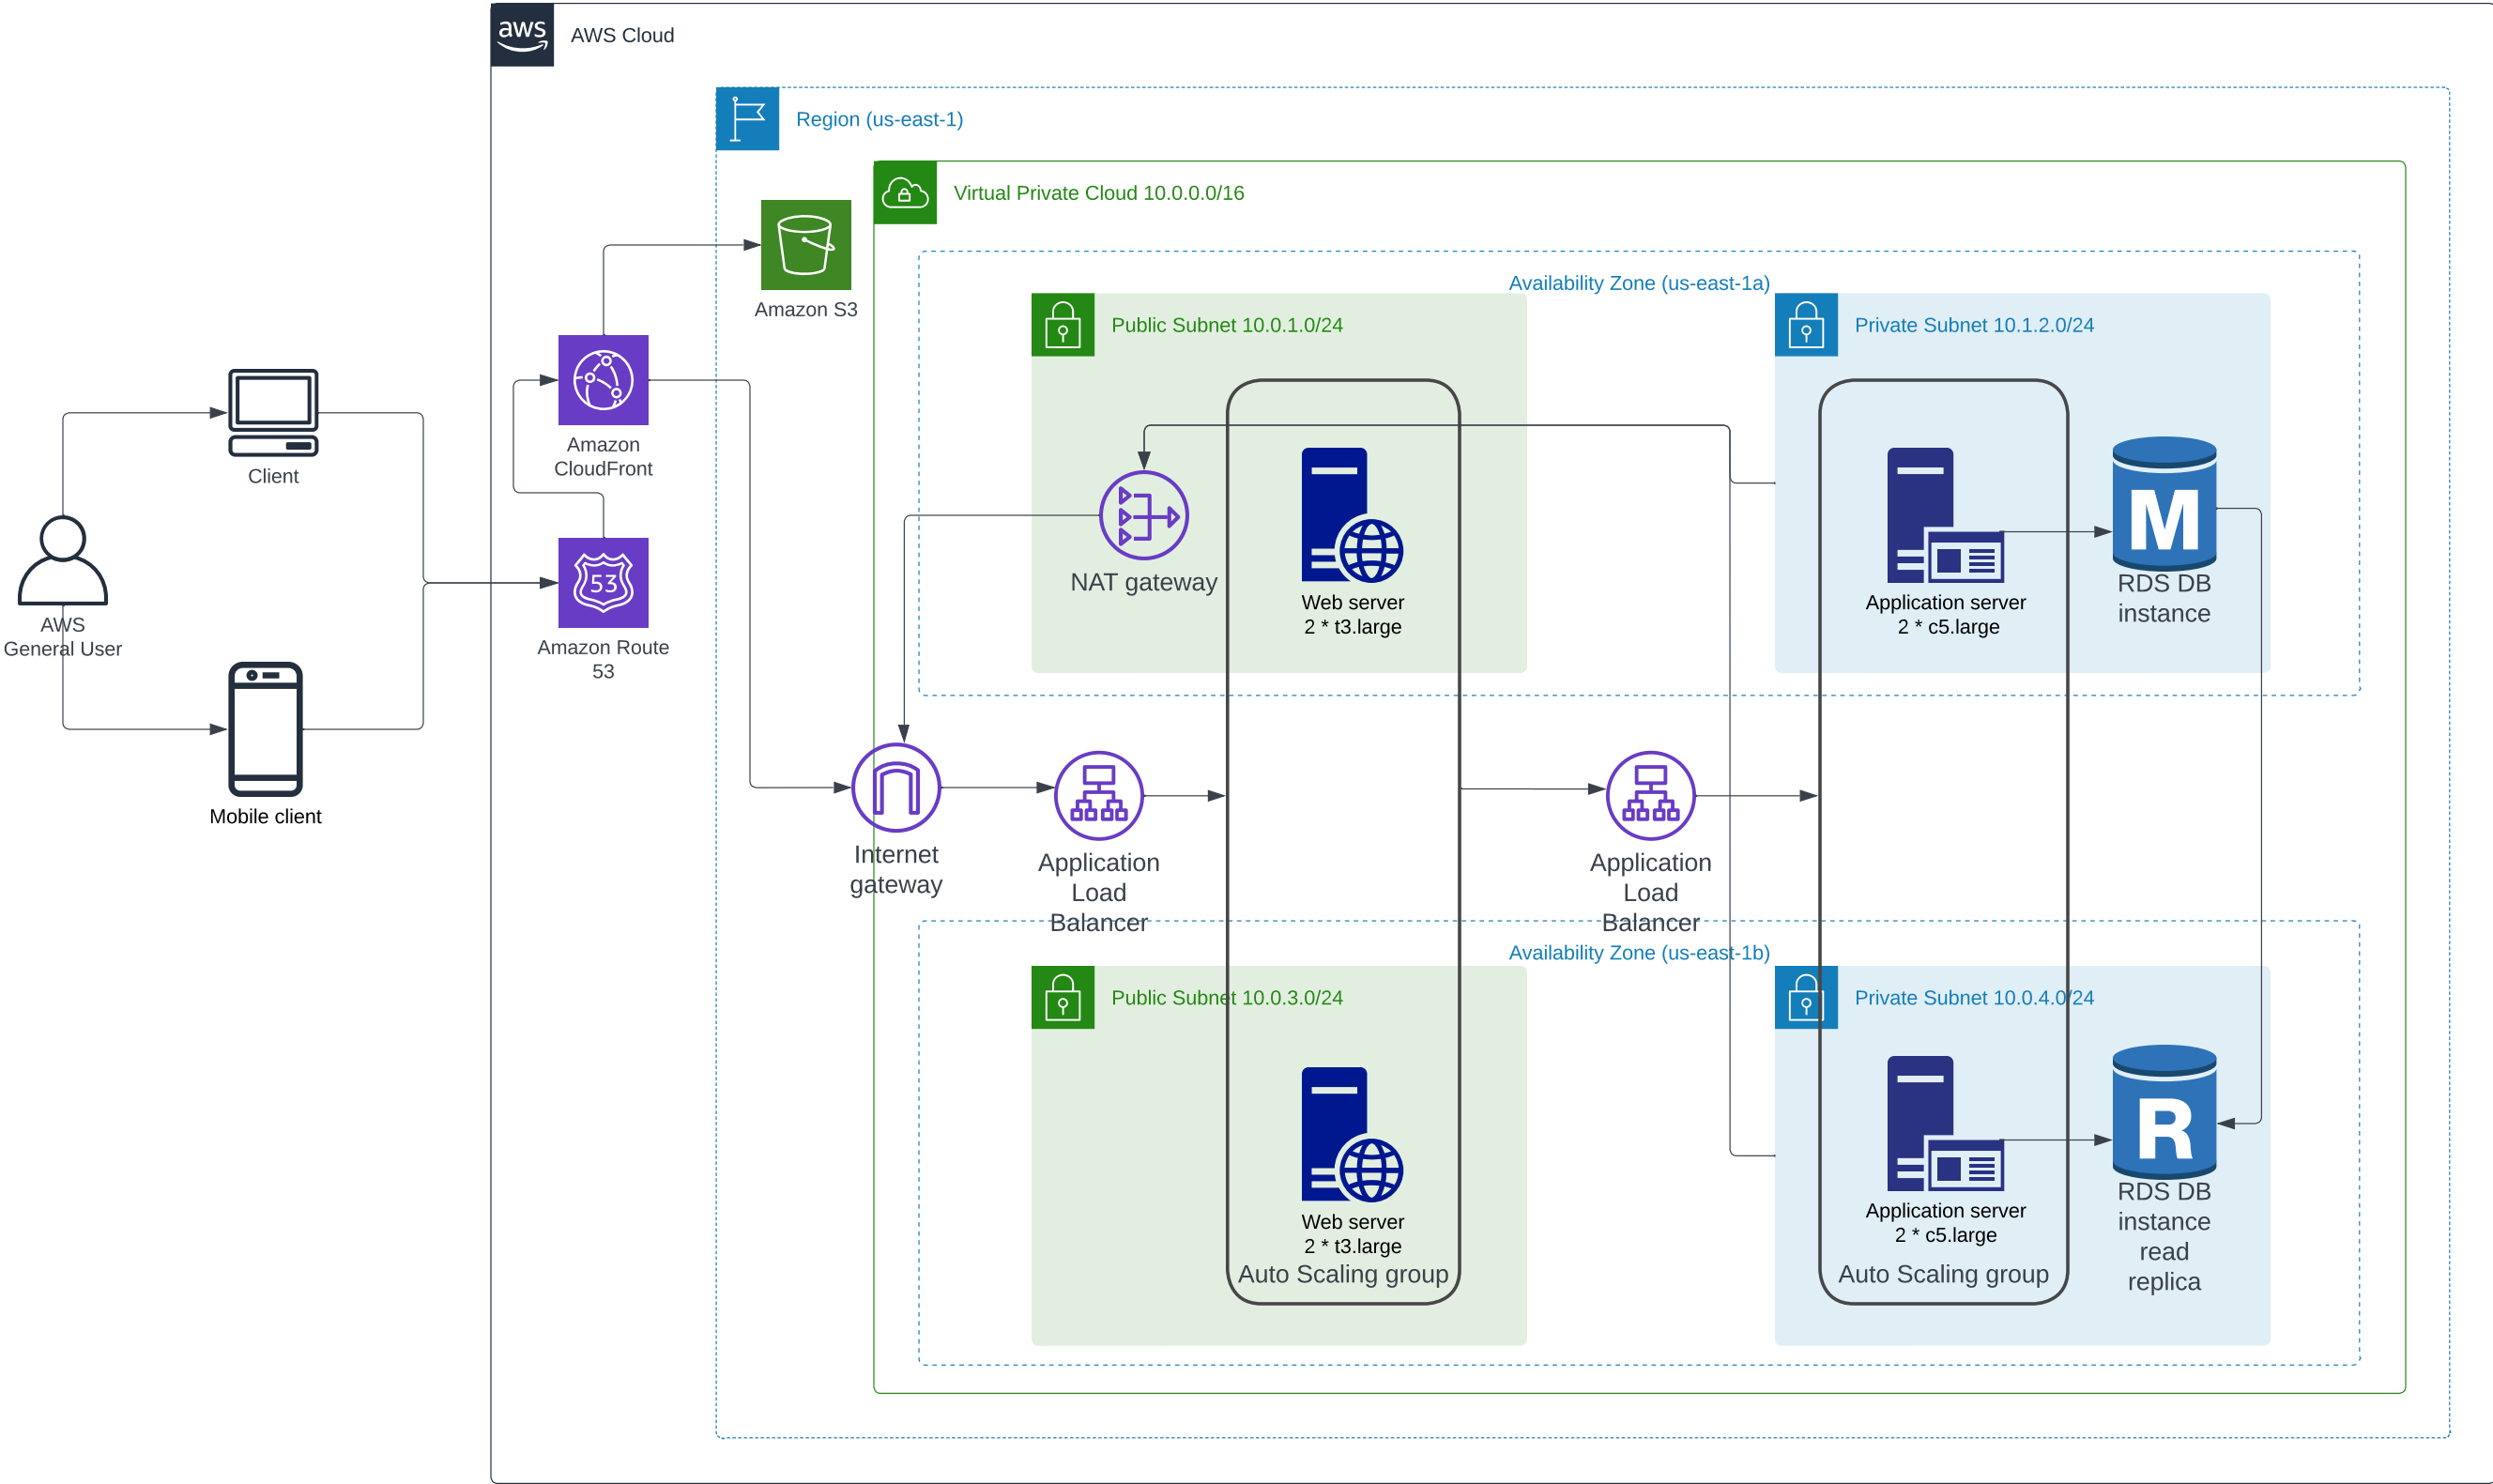 aws
AWS Cloud
Region (us-east-1)
Virtual Private Cloud 10.0.0.0/16
Amazon S3
Availability Zone (us-east-1a)
Public Subnet 10.0.1.0/24
Private Subnet 10.1.2.0/24
Client
Amazon
CloudFront
AWS
General User
53
Amazon Route
53
Mobile client
NAT gateway
Web server
2 * t3.large
Application server
2 * c5.large
M
RDS DB
instance
Internet
gateway
Application
Load
Balancer
Application
Load
Balancer
Availability Zone (us-east-1b)
Public Subnet 10.0.3.0/24
Private Subnet 10.0.4.0/24
Web server
2 * t3.large
Auto Scaling group
Application server
2 * c5.large
Auto Scaling group
R
RDS DB
instance
read
replica